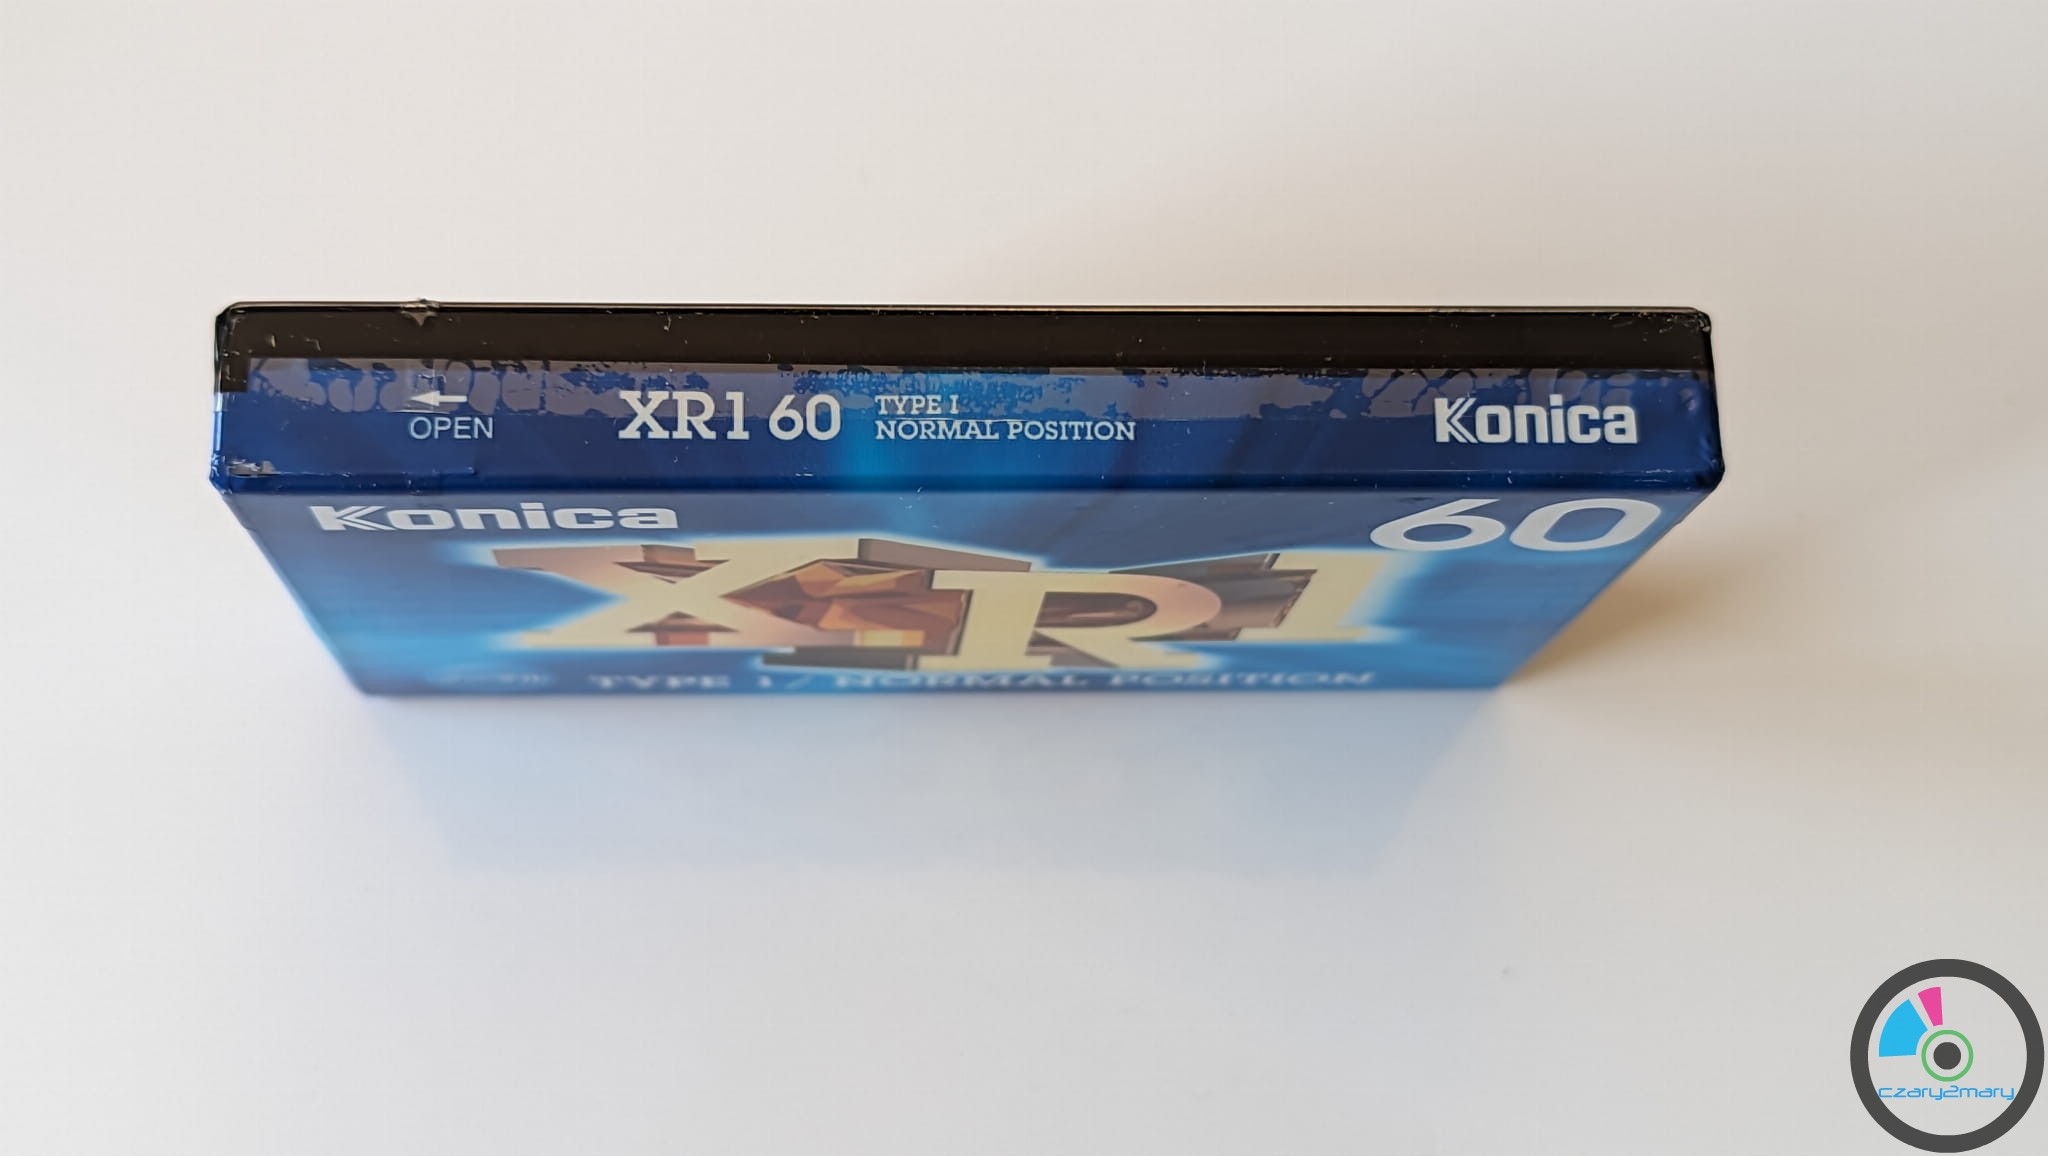 OPEN
XR1 60
TYPE I
NORMAL POSITION
Konica
Konica
60
XR1
TYPE I / NORMAL POSITION
czary2mary